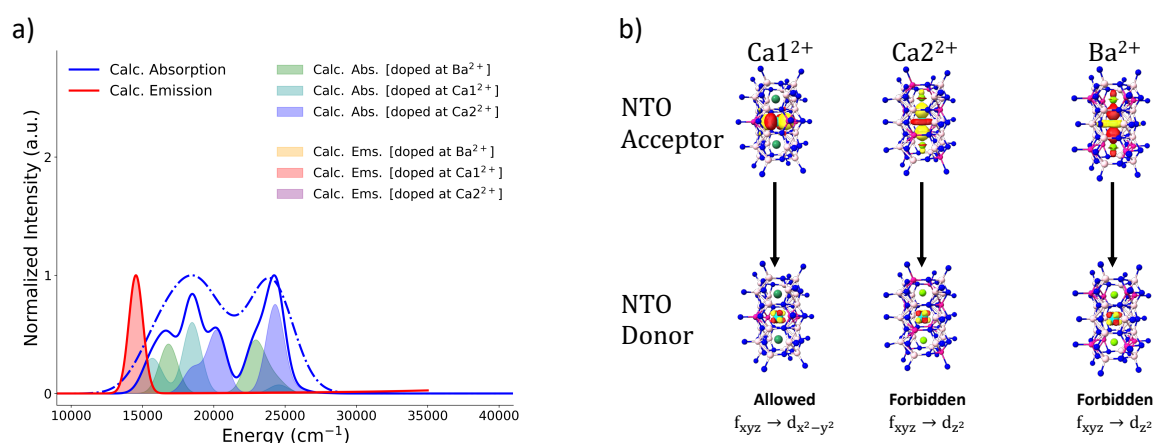 a)
Calc. Absorption
Calc. Emission
Calc. Abs. [doped at Ba²⁺]
Calc. Abs. [doped at Ca1²⁺]
Calc. Abs. [doped at Ca2²⁺]
Calc. Ems. [doped at Ba²⁺]
Calc. Ems. [doped at Ca1²⁺]
Calc. Ems. [doped at Ca2²⁺]
Normalized Intensity (a.u.)
2
1
0
10000 15000 20000 25000 30000 35000 40000
Energy (cm⁻¹)
b)
Ca1²⁺ Ca2²⁺ Ba²⁺
NTO
Acceptor
NTO
Donor
Allowed Forbidden Forbidden
f_xyz → d_x²−y² f_xyz → d_z² f_xyz → d_z²